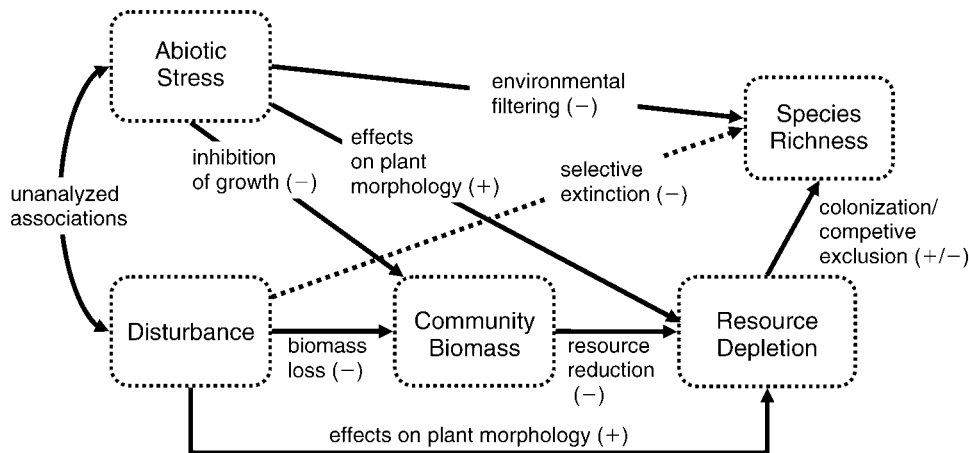 Abiotic
Stress
environmental
filtering (−)
Species
Richness
effects
on plant
morphology (+)
inhibition
of growth (−)
selective
extinction (−)
unanalyzed
associations
colonization/
competive
exclusion (+/−)
Disturbance
biomass
loss (−)
Community
Biomass
resource
reduction
(−)
Resource
Depletion
effects on plant morphology (+)